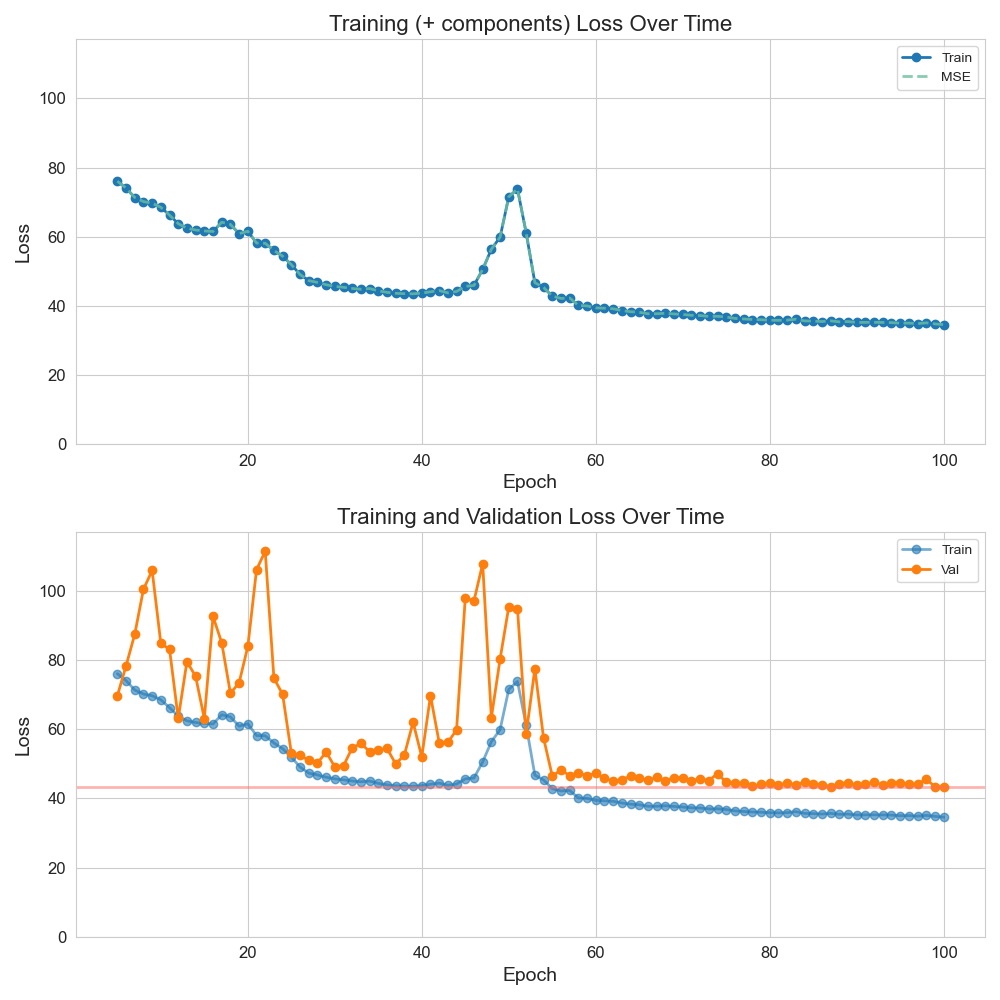 Training (+ components) Loss Over Time
Train
MSE
Loss
100
80
60
40
20
0
20 40 60 80 100
Epoch
Training and Validation Loss Over Time
Train
Val
Loss
100
80
60
40
20
0
20 40 60 80 100
Epoch